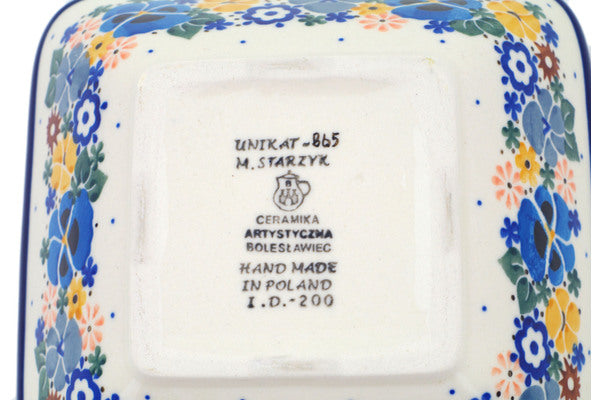 UNIKAT-865
M. STARZYK
B
CERAMIKA
ARTYSTYCZNA
BOLESŁAWIEC
HAND MADE
IN POLAND
I.D.-200